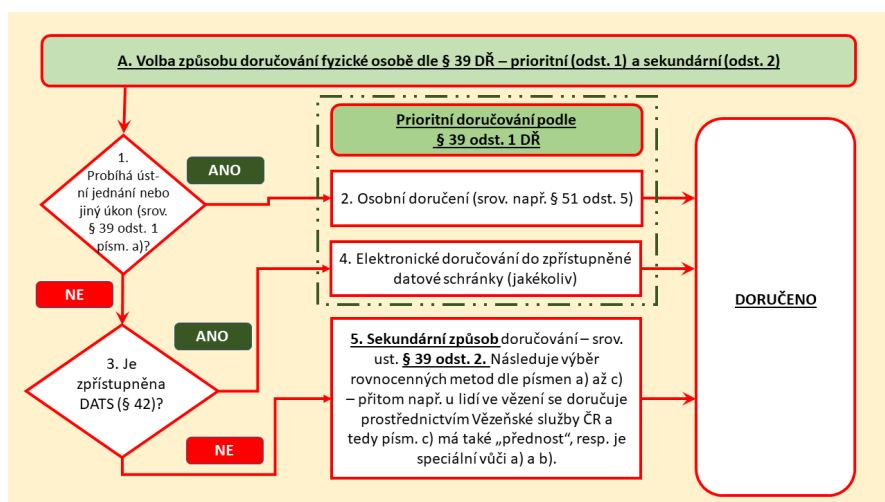 A. Volba způsobu doručování fyzické osobě dle § 39 DŘ – prioritní (odst. 1) a sekundární (odst. 2)
Prioritní doručování podle
§ 39 odst. 1 DŘ
1.
Probíhá úst-
ní jednání nebo
jiný úkon (srov.
§ 39 odst. 1
písm. a)?
ANO
2. Osobní doručení (srov. např. § 51 odst. 5)
NE
3. Je
zpřístupněna
DATS (§ 42)?
ANO
4. Elektronické doručování do zpřístupněné
datové schránky (jakékoliv)
NE
5. Sekundární způsob doručování – srov.
ust. § 39 odst. 2. Následuje výběr
rovnocenných metod dle písmen a) až c)
– přitom např. u lidí ve vězení se doručuje
prostřednictvím Vězeňské služby ČR a
tedy písm. c) má také „přednost“, resp. je
speciální vůči a) a b).
DORUČENO